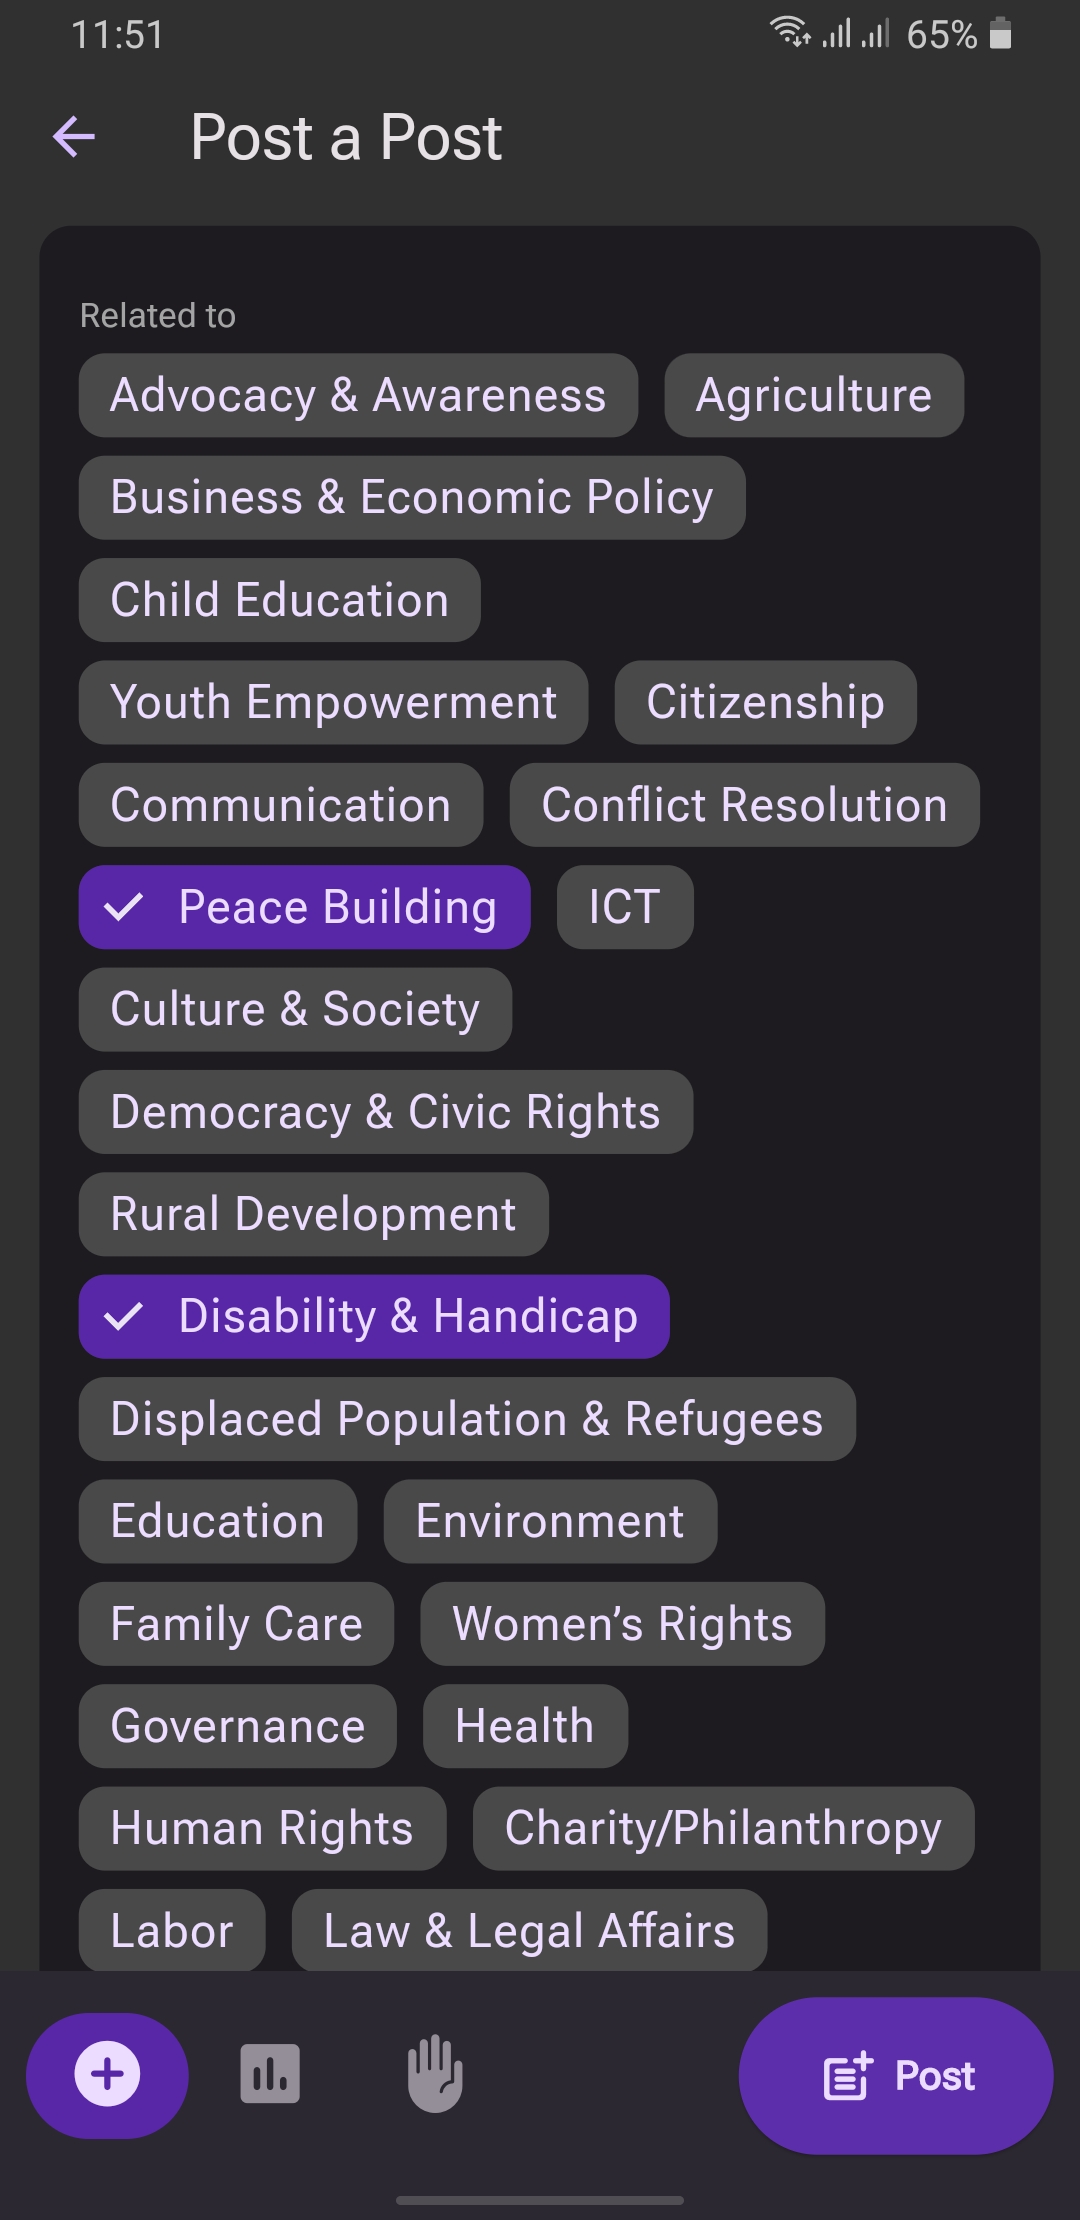 11:51 65%
Post a Post
Related to
Advocacy & Awareness Agriculture
Business & Economic Policy
Child Education
Youth Empowerment Citizenship
Communication Conflict Resolution
Peace Building ICT
Culture & Society
Democracy & Civic Rights
Rural Development
Disability & Handicap
Displaced Population & Refugees
Education Environment
Family Care Women’s Rights
Governance Health
Human Rights Charity/Philanthropy
Labor Law & Legal Affairs
Post